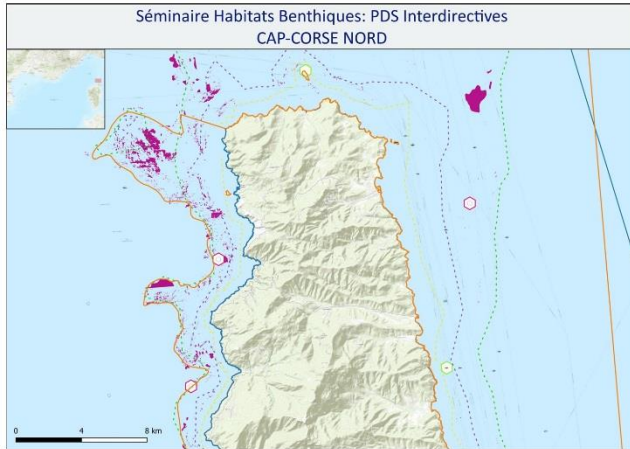 Séminaire Habitats Benthiques: PDS Interdirectives
CAP-CORSE NORD
0 4 8 km